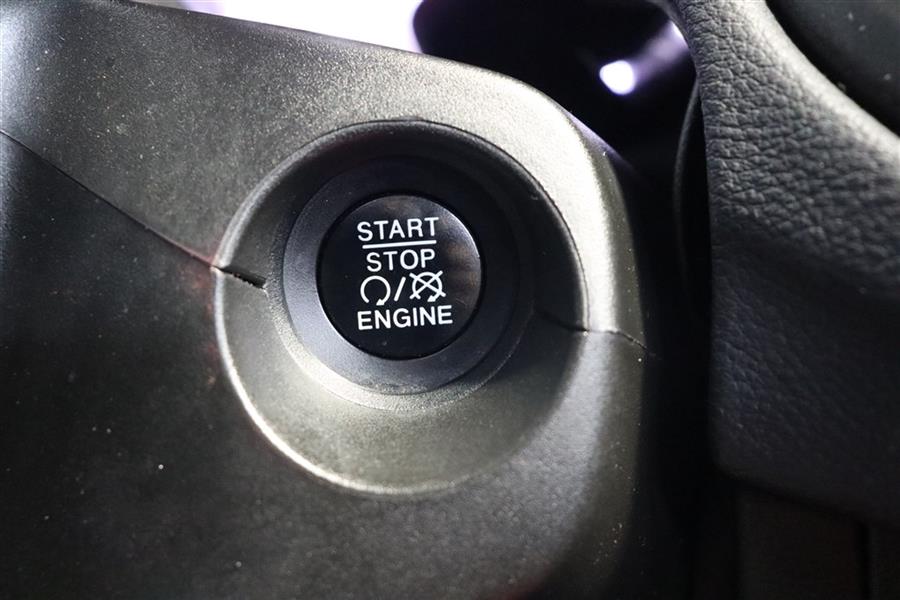 START
STOP
/
ENGINE